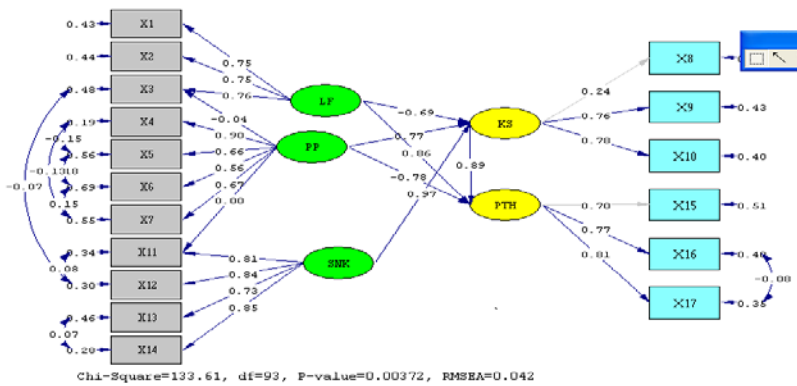 0.43 X1
0.44 X2
0.48 X3
0.19 X4
-0.15
0.56 X5
0.69 X6
0.15
0.55 X7
-0.07
0.34 X11
0.08
0.30 X12
0.46 X13
0.07
0.20 X14
0.75
0.75
0.76
-0.04
0.90
0.66
0.56
0.67
0.00
0.81
0.84
0.73
0.85
LF
PP
SNK
-0.69
0.77
0.86
-0.78
0.97
0.89
KS
PTH
0.24
0.76
0.78
0.70
0.77
0.81
X8
X9 0.43
X10 0.40
X15 0.51
X16 0.40
-0.08
X17 0.35
Chi-Square=133.61, df=93, P-value=0.00372, RMSEA=0.042